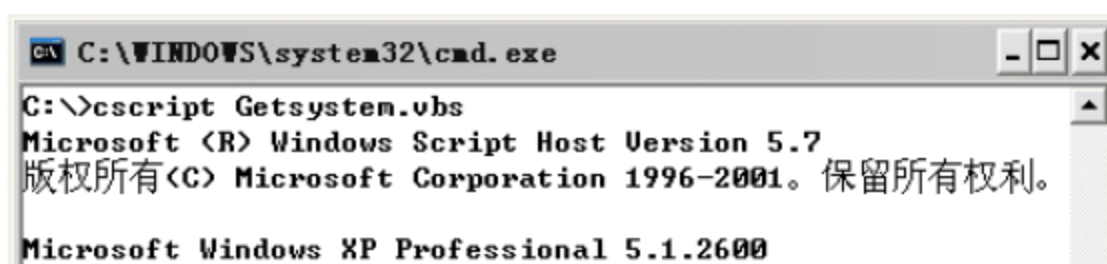 C:\WINDOWS\system32\cmd.exe
C:\>cscript Getsystem.vbs
Microsoft (R) Windows Script Host Version 5.7
版权所有(C) Microsoft Corporation 1996-2001。保留所有权利。
Microsoft Windows XP Professional 5.1.2600